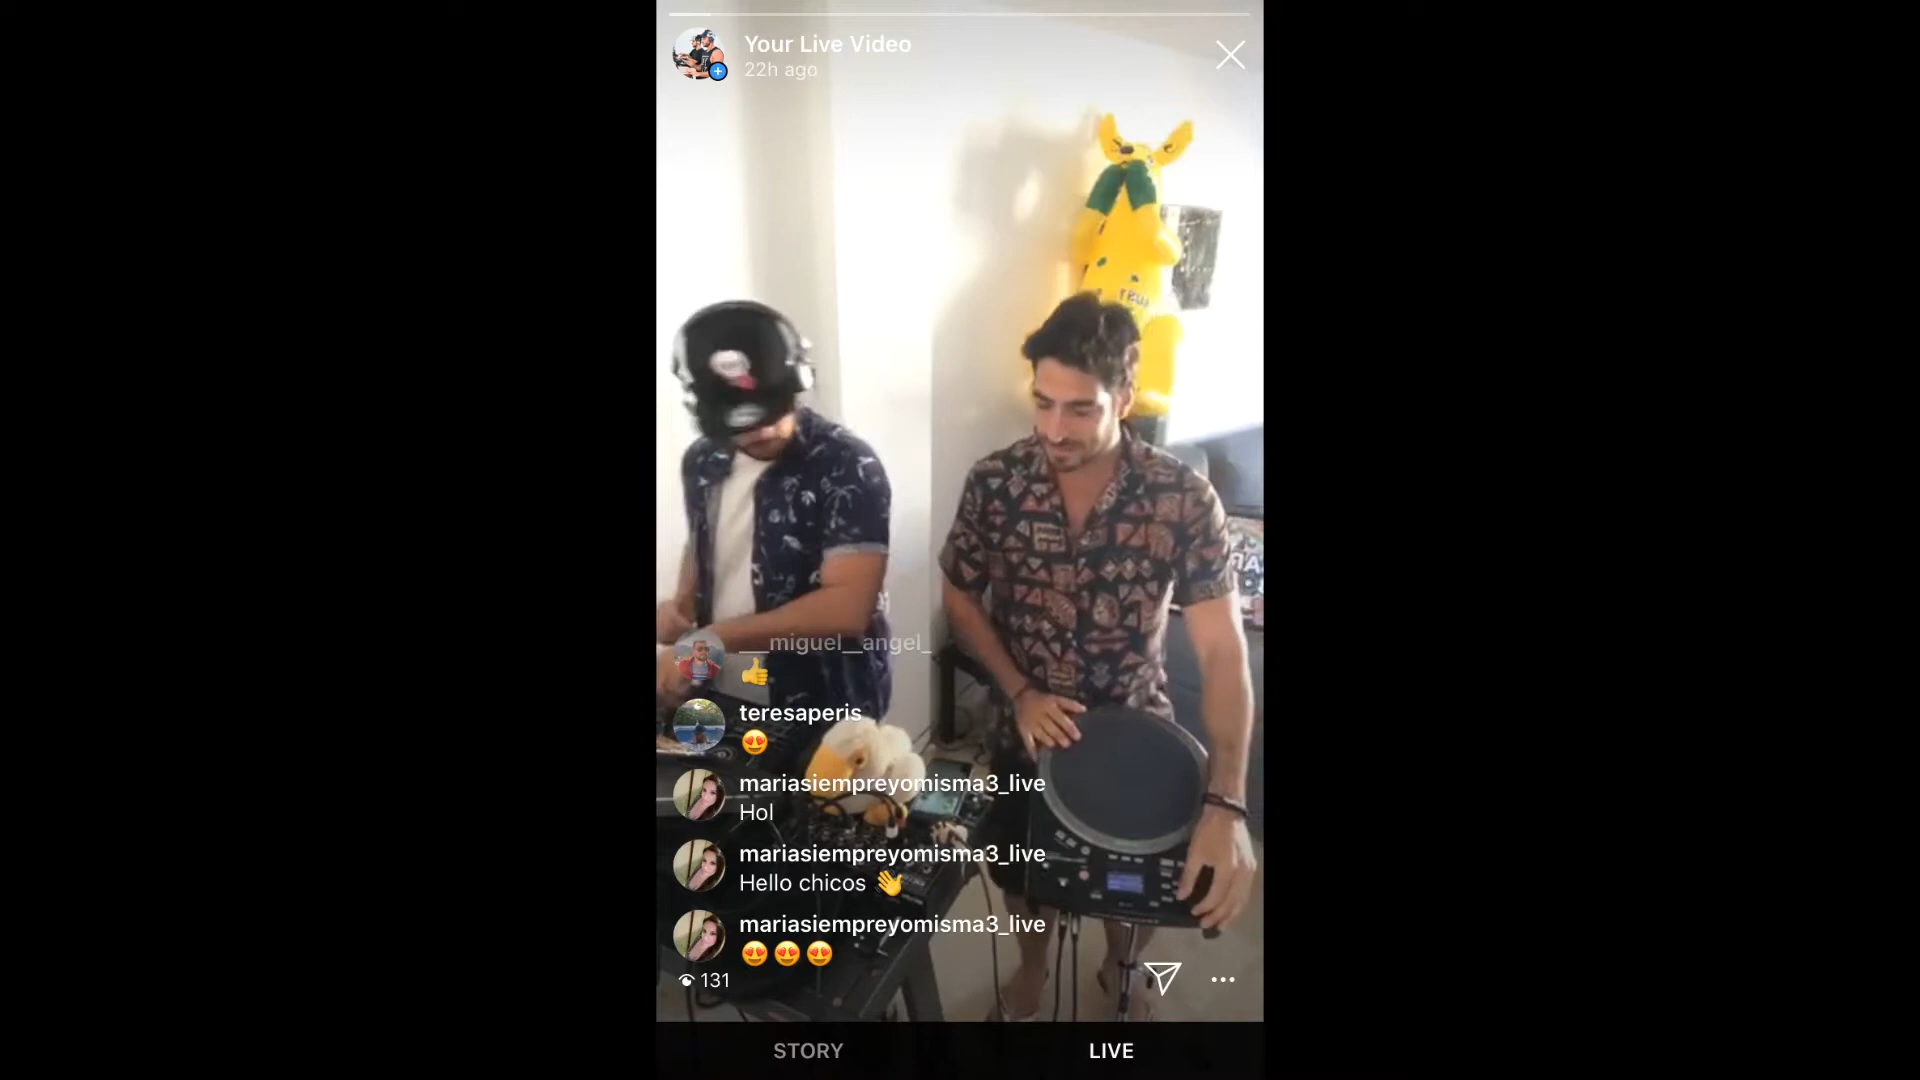 Your Live Video
22h ago
__miguel__angel_
👍
teresaperis
😍
mariasiempreyomisma3_live
Hol
mariasiempreyomisma3_live
Hello chicos 👋
mariasiempreyomisma3_live
😍😍😍
131
STORY
LIVE